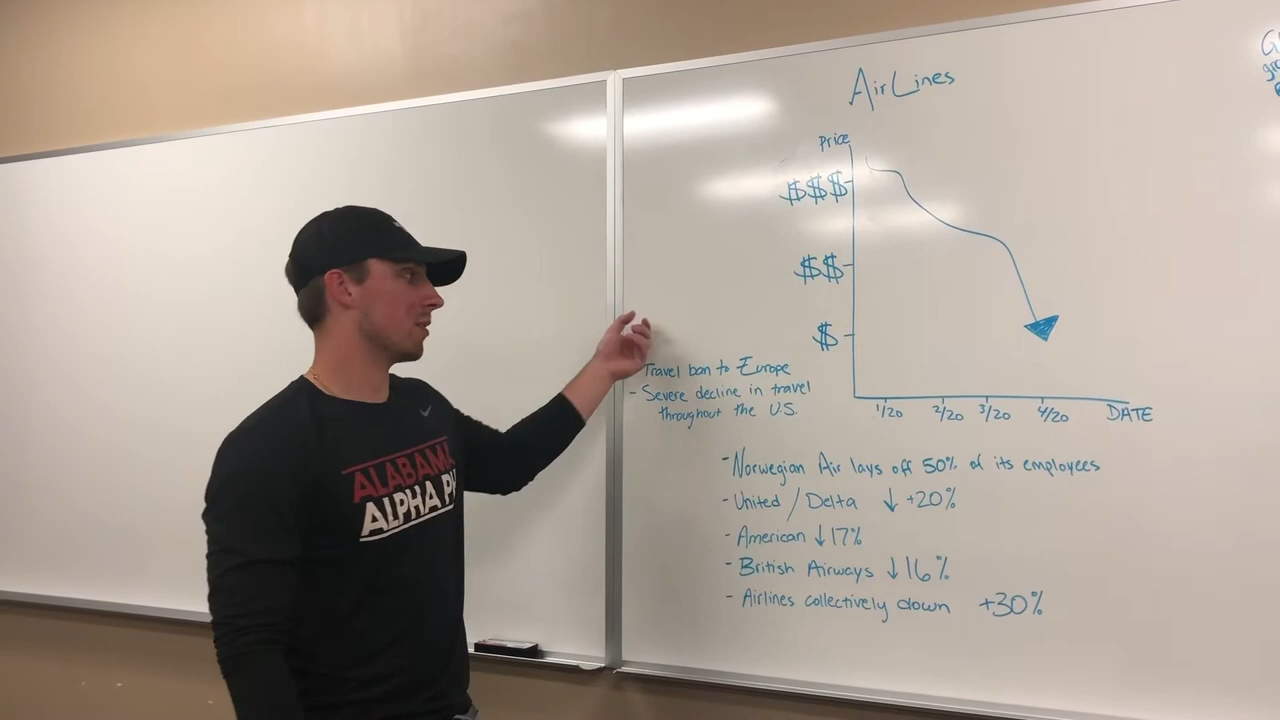 AirLines
Price
$$$
$$
$
1/20 2/20 3/20 4/20 DATE
Travel ban to Europe
- Severe decline in travel
throughout the U.S.
- Norwegian Air lays off 50% of its employees
- United / Delta ↓ +20%
- American ↓ 17%
- British Airways ↓ 16%
- Airlines collectively down +30%
ALABAMA
ALPHA